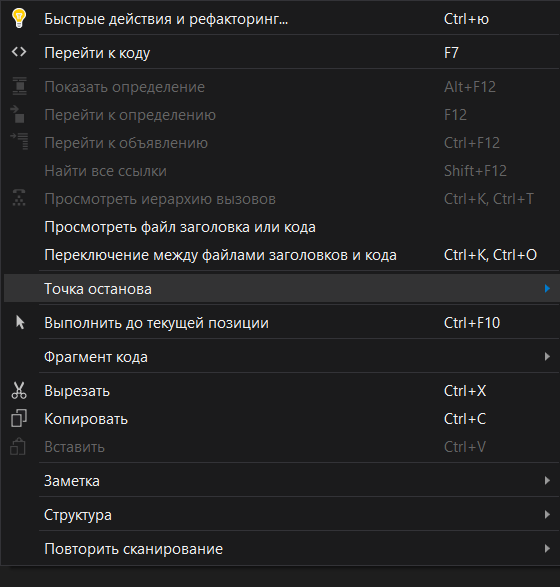 Быстрые действия и рефакторинг... Ctrl+ю
Перейти к коду F7
Показать определение Alt+F12
Перейти к определению F12
Перейти к объявлению Ctrl+F12
Найти все ссылки Shift+F12
Просмотреть иерархию вызовов Ctrl+K, Ctrl+T
Просмотреть файл заголовка или кода
Переключение между файлами заголовков и кода Ctrl+K, Ctrl+O
Точка останова
Выполнить до текущей позиции Ctrl+F10
Фрагмент кода
Вырезать Ctrl+X
Копировать Ctrl+C
Вставить Ctrl+V
Заметка
Структура
Повторить сканирование